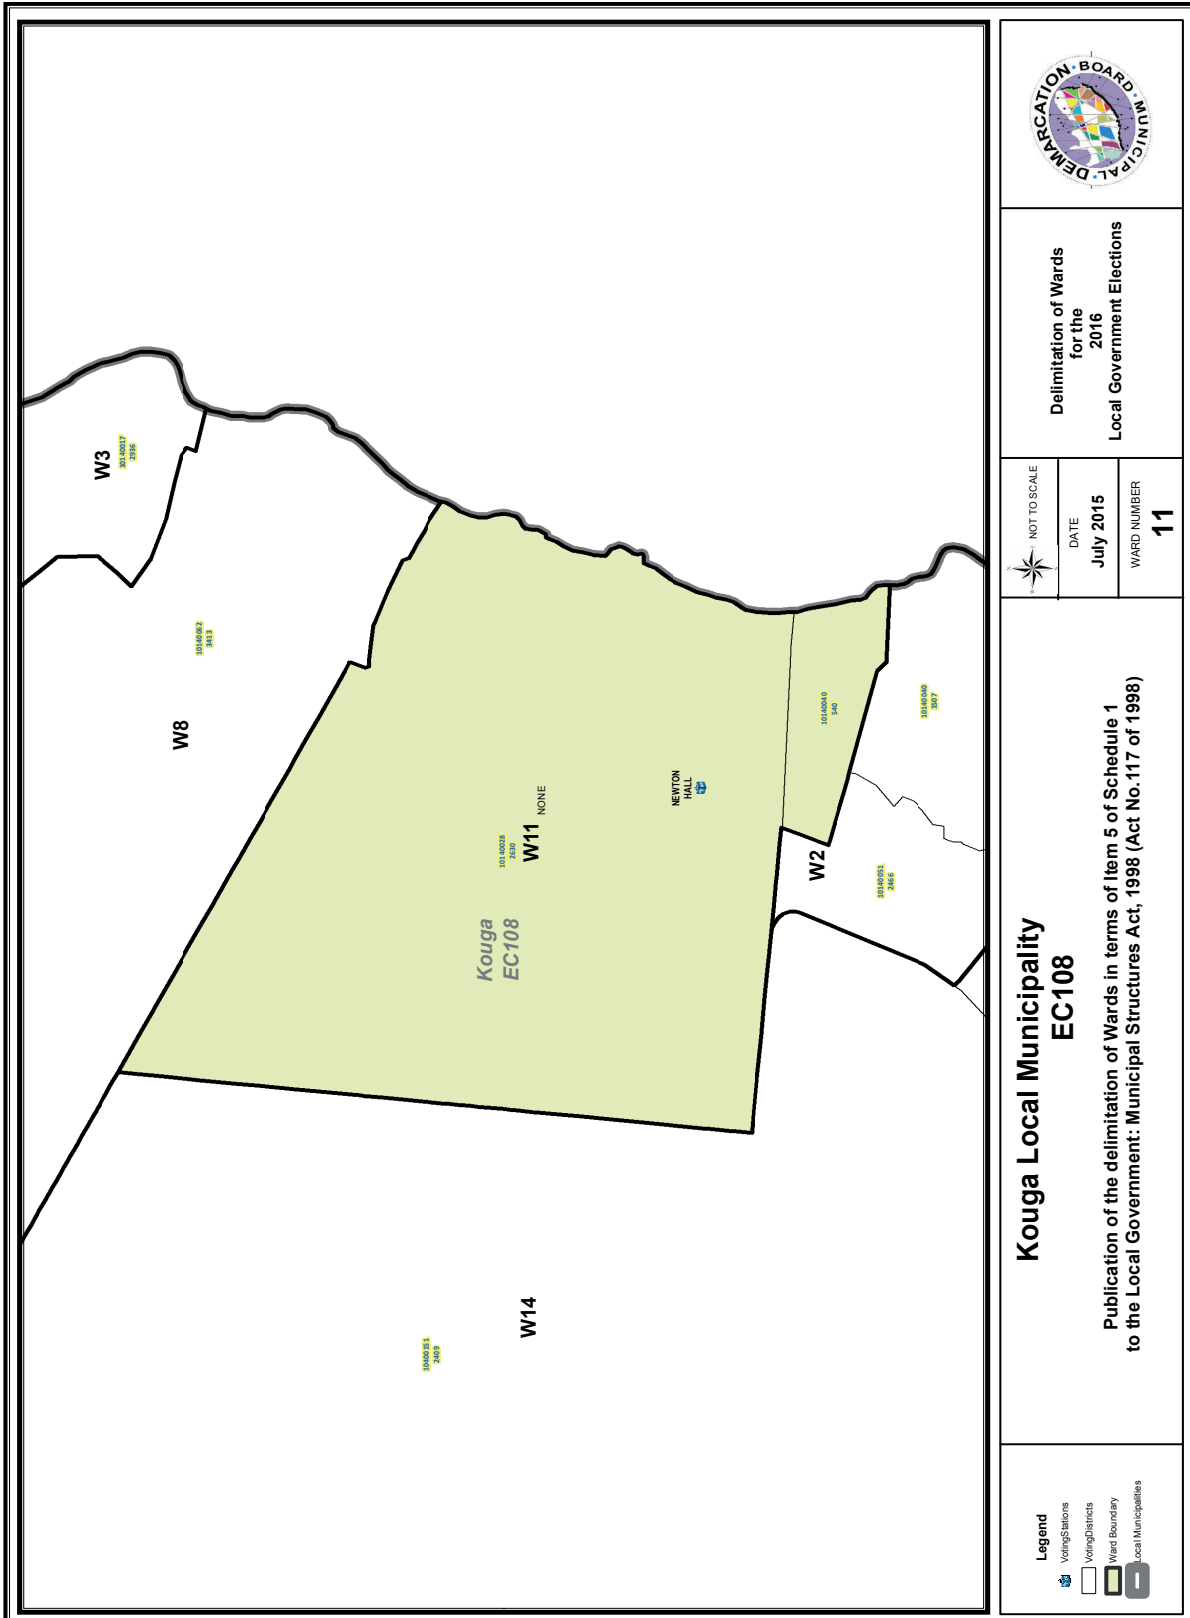 W3
10140017
2936
10140062
3413
W8
10140028
2630
W11 NONE
Kouga
EC108
NEWTON
HALL
10140040
540
W2
10140051
2466
10140040
1507
W14
10400151
2409
Legend
VotingStations
VotingDistricts
Ward Boundary
Local Municipalities
Kouga Local Municipality
EC108
Publication of the delimitation of Wards in terms of Item 5 of Schedule 1
to the Local Government: Municipal Structures Act, 1998 (Act No.117 of 1998)
NOT TO SCALE
DATE
July 2015
WARD NUMBER
11
Delimitation of Wards
for the
2016
Local Government Elections
MUNICIPAL · DEMARCATION · BOARD ·